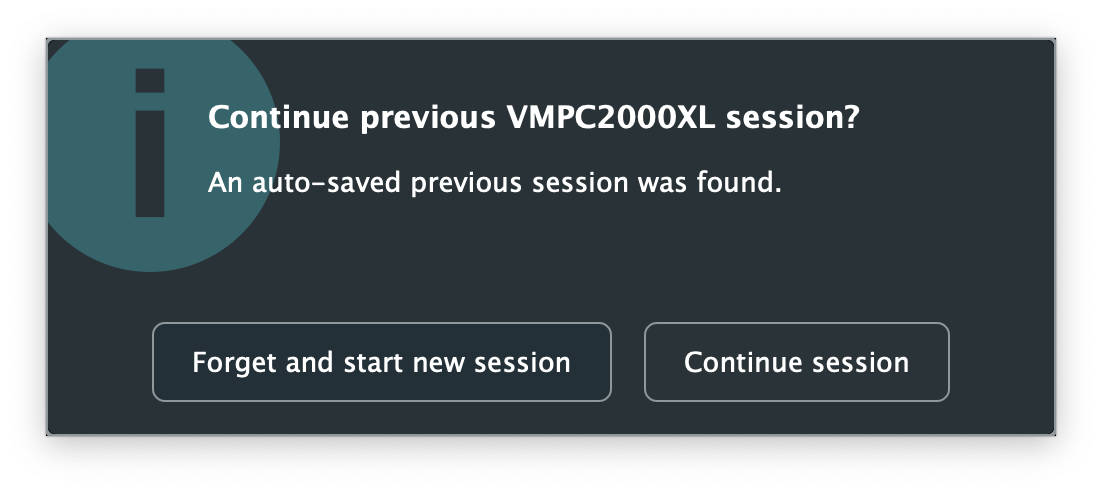 Continue previous VMPC2000XL session?
An auto-saved previous session was found.
Forget and start new session
Continue session